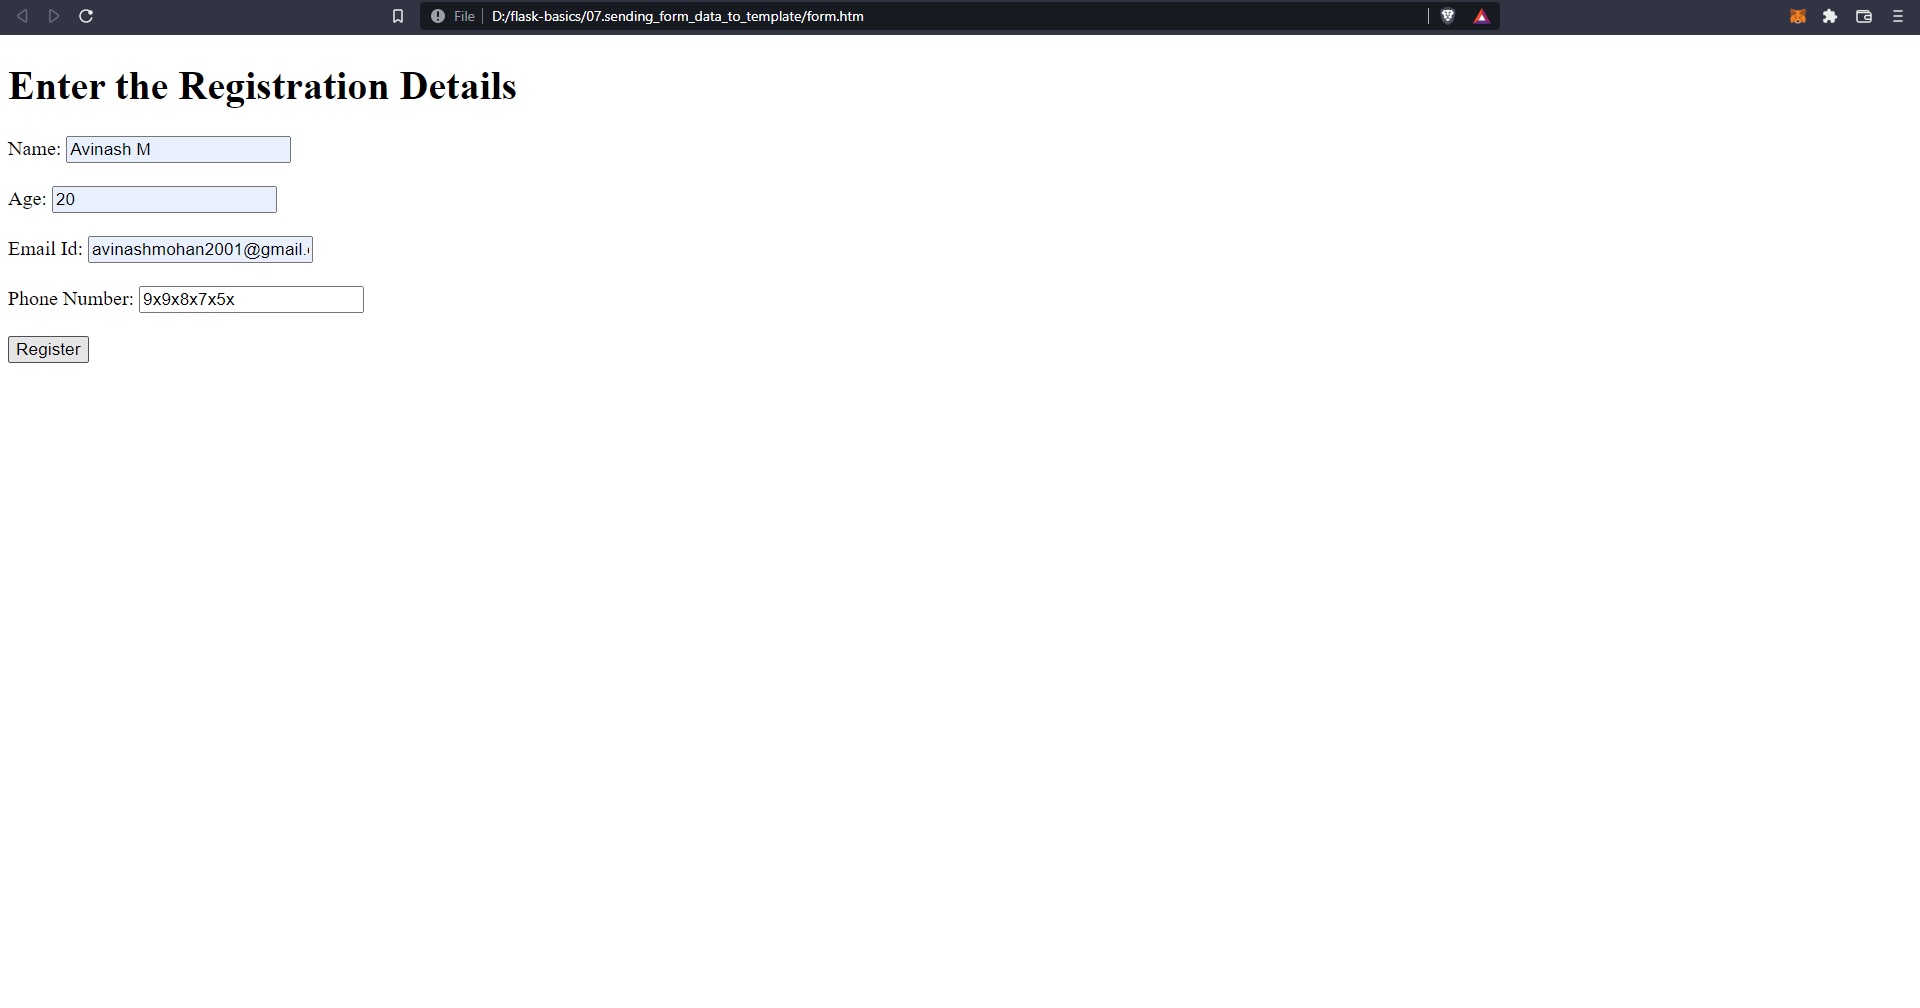 File D:/flask-basics/07.sending_form_data_to_template/form.htm
Enter the Registration Details
Name: Avinash M
Age: 20
Email Id: avinashmohan2001@gmail.
Phone Number: 9x9x8x7x5x
Register